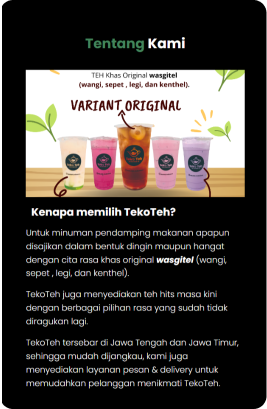 Tentang Kami
TEH Khas Original wasgitel
(wangi, sepet , legi, dan kenthel).
VARIANT ORIGINAL
Kenapa memilih TekoTeh?
Untuk minuman pendamping makanan apapun
disajikan dalam bentuk dingin maupun hangat
dengan cita rasa khas original wasgitel (wangi,
sepet , legi, dan kenthel).
TekoTeh juga menyediakan teh hits masa kini
dengan berbagai pilihan rasa yang sudah tidak
diragukan lagi.
TekoTeh tersebar di Jawa Tengah dan Jawa Timur,
sehingga mudah dijangkau, kami juga
menyediakan layanan pesan & delivery untuk
memudahkan pelanggan menikmati TekoTeh.